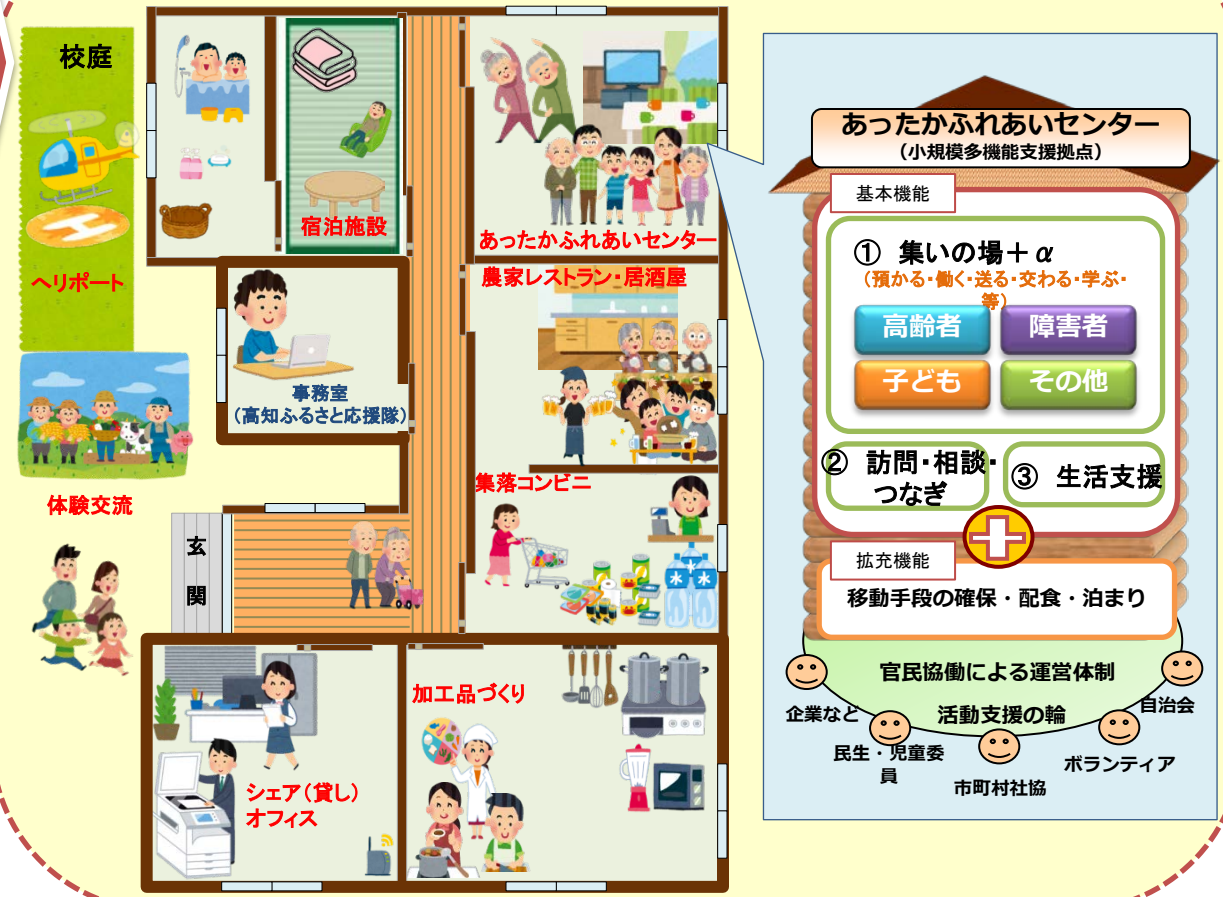 校庭
ヘリポート
体験交流
宿泊施設
あったかふれあいセンター
農家レストラン・居酒屋
事務室
(高知ふるさと応援隊)
集落コンビニ
水 水
玄
関
加工品づくり
シェア(貸し)
オフィス
あったかふれあいセンター
(小規模多機能支援拠点)
基本機能
① 集いの場+α
(預かる・働く・送る・交わる・学ぶ・
等)
高齢者
障害者
子ども
その他
② 訪問・相談・
つなぎ
③ 生活支援
拡充機能
移動手段の確保・配食・泊まり
官民協働による運営体制
活動支援の輪
企業など
民生・児童委
員
市町村社協
ボランティア
自治会
H